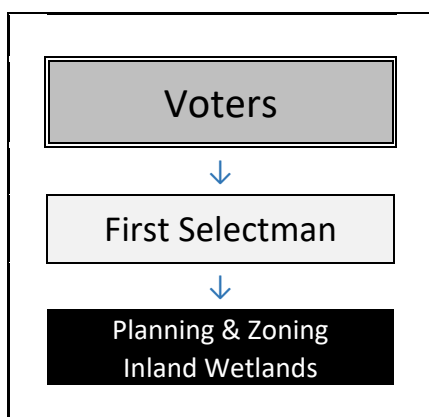 Voters
↓
First Selectman
↓
Planning & Zoning
Inland Wetlands